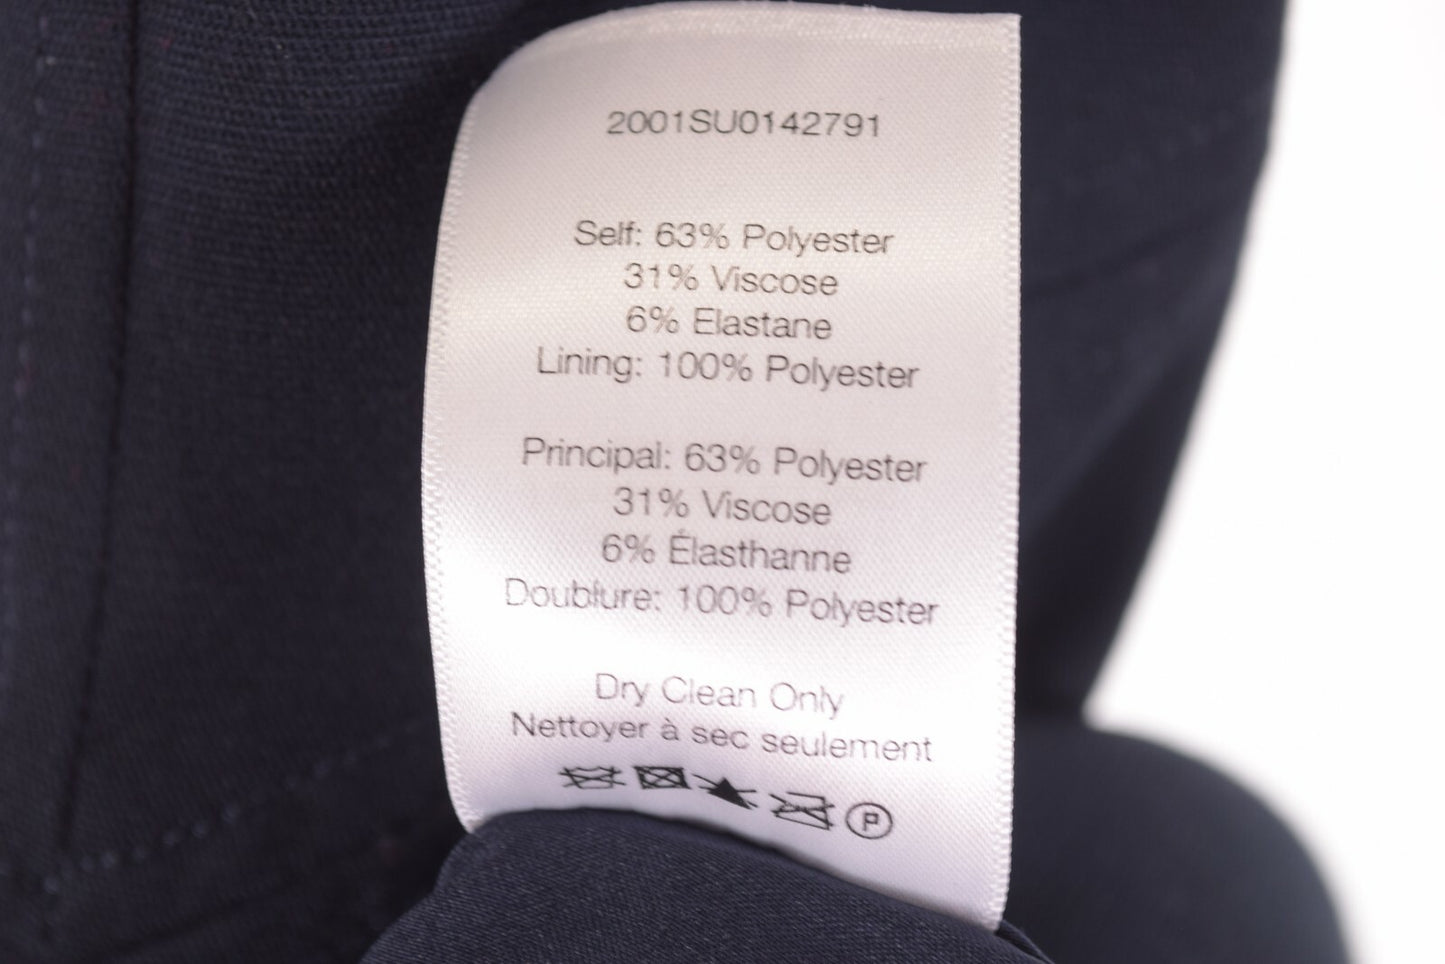 2001SU0142791
Self: 63% Polyester
31% Viscose
6% Elastane
Lining: 100% Polyester
Principal: 63% Polyester
31% Viscose
6% Élasthanne
Doublure: 100% Polyester
Dry Clean Only
Nettoyer à sec seulement
P